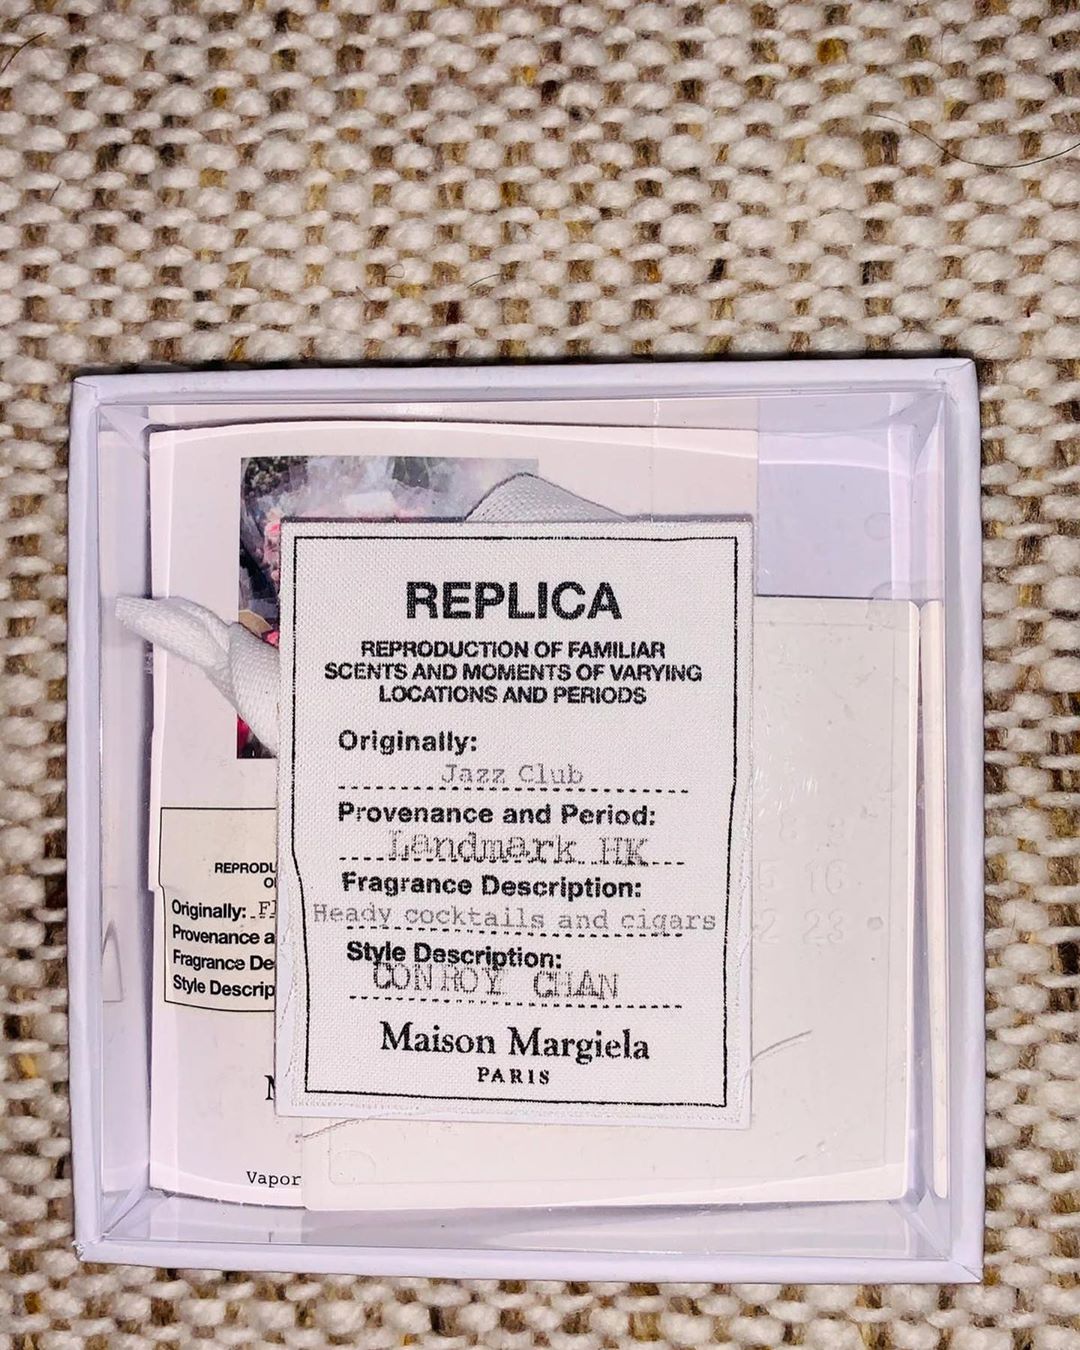 REPLICA
REPRODUCTION OF FAMILIAR
SCENTS AND MOMENTS OF VARYING
LOCATIONS AND PERIODS
Originally:
Jazz Club
Provenance and Period:
Landmark HK
Fragrance Description:
Heady cocktails and cigars
Style Description:
CONROY CHAN
Maison Margiela
PARIS
REPRODU
Originally: Fl
Provenance a
Fragrance De
Style Descrip
Vapor